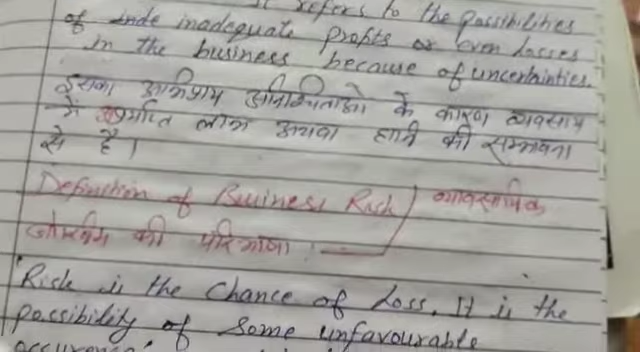 refers to the possibilities
of inadequate profits or even losses
in the business because of uncertainties.
इसका अभिप्राय अनिश्चितताओ के कारण व्यवसाय
में अपर्याप्त लाभ अथवा हानि की सम्भावना
से है।
Definition of Business Risk / व्यावसायिक
जोखिम की परिभाषा :
Risk is the Chance of Loss. It is the
possibility of Some unfavourable